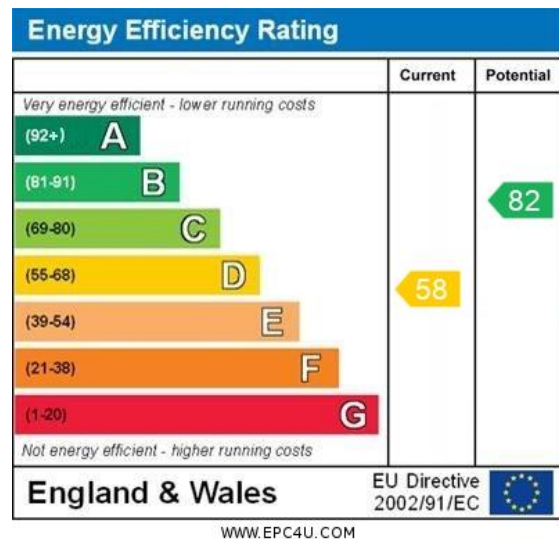 Energy Efficiency Rating
Current Potential
Very energy efficient - lower running costs
(92+) A
(81-91) B
82
(69-80) C
(55-68) D
58
(39-54) E
(21-38) F
(1-20) G
Not energy efficient - higher running costs
England & Wales
EU Directive
2002/91/EC
WWW.EPC4U.COM